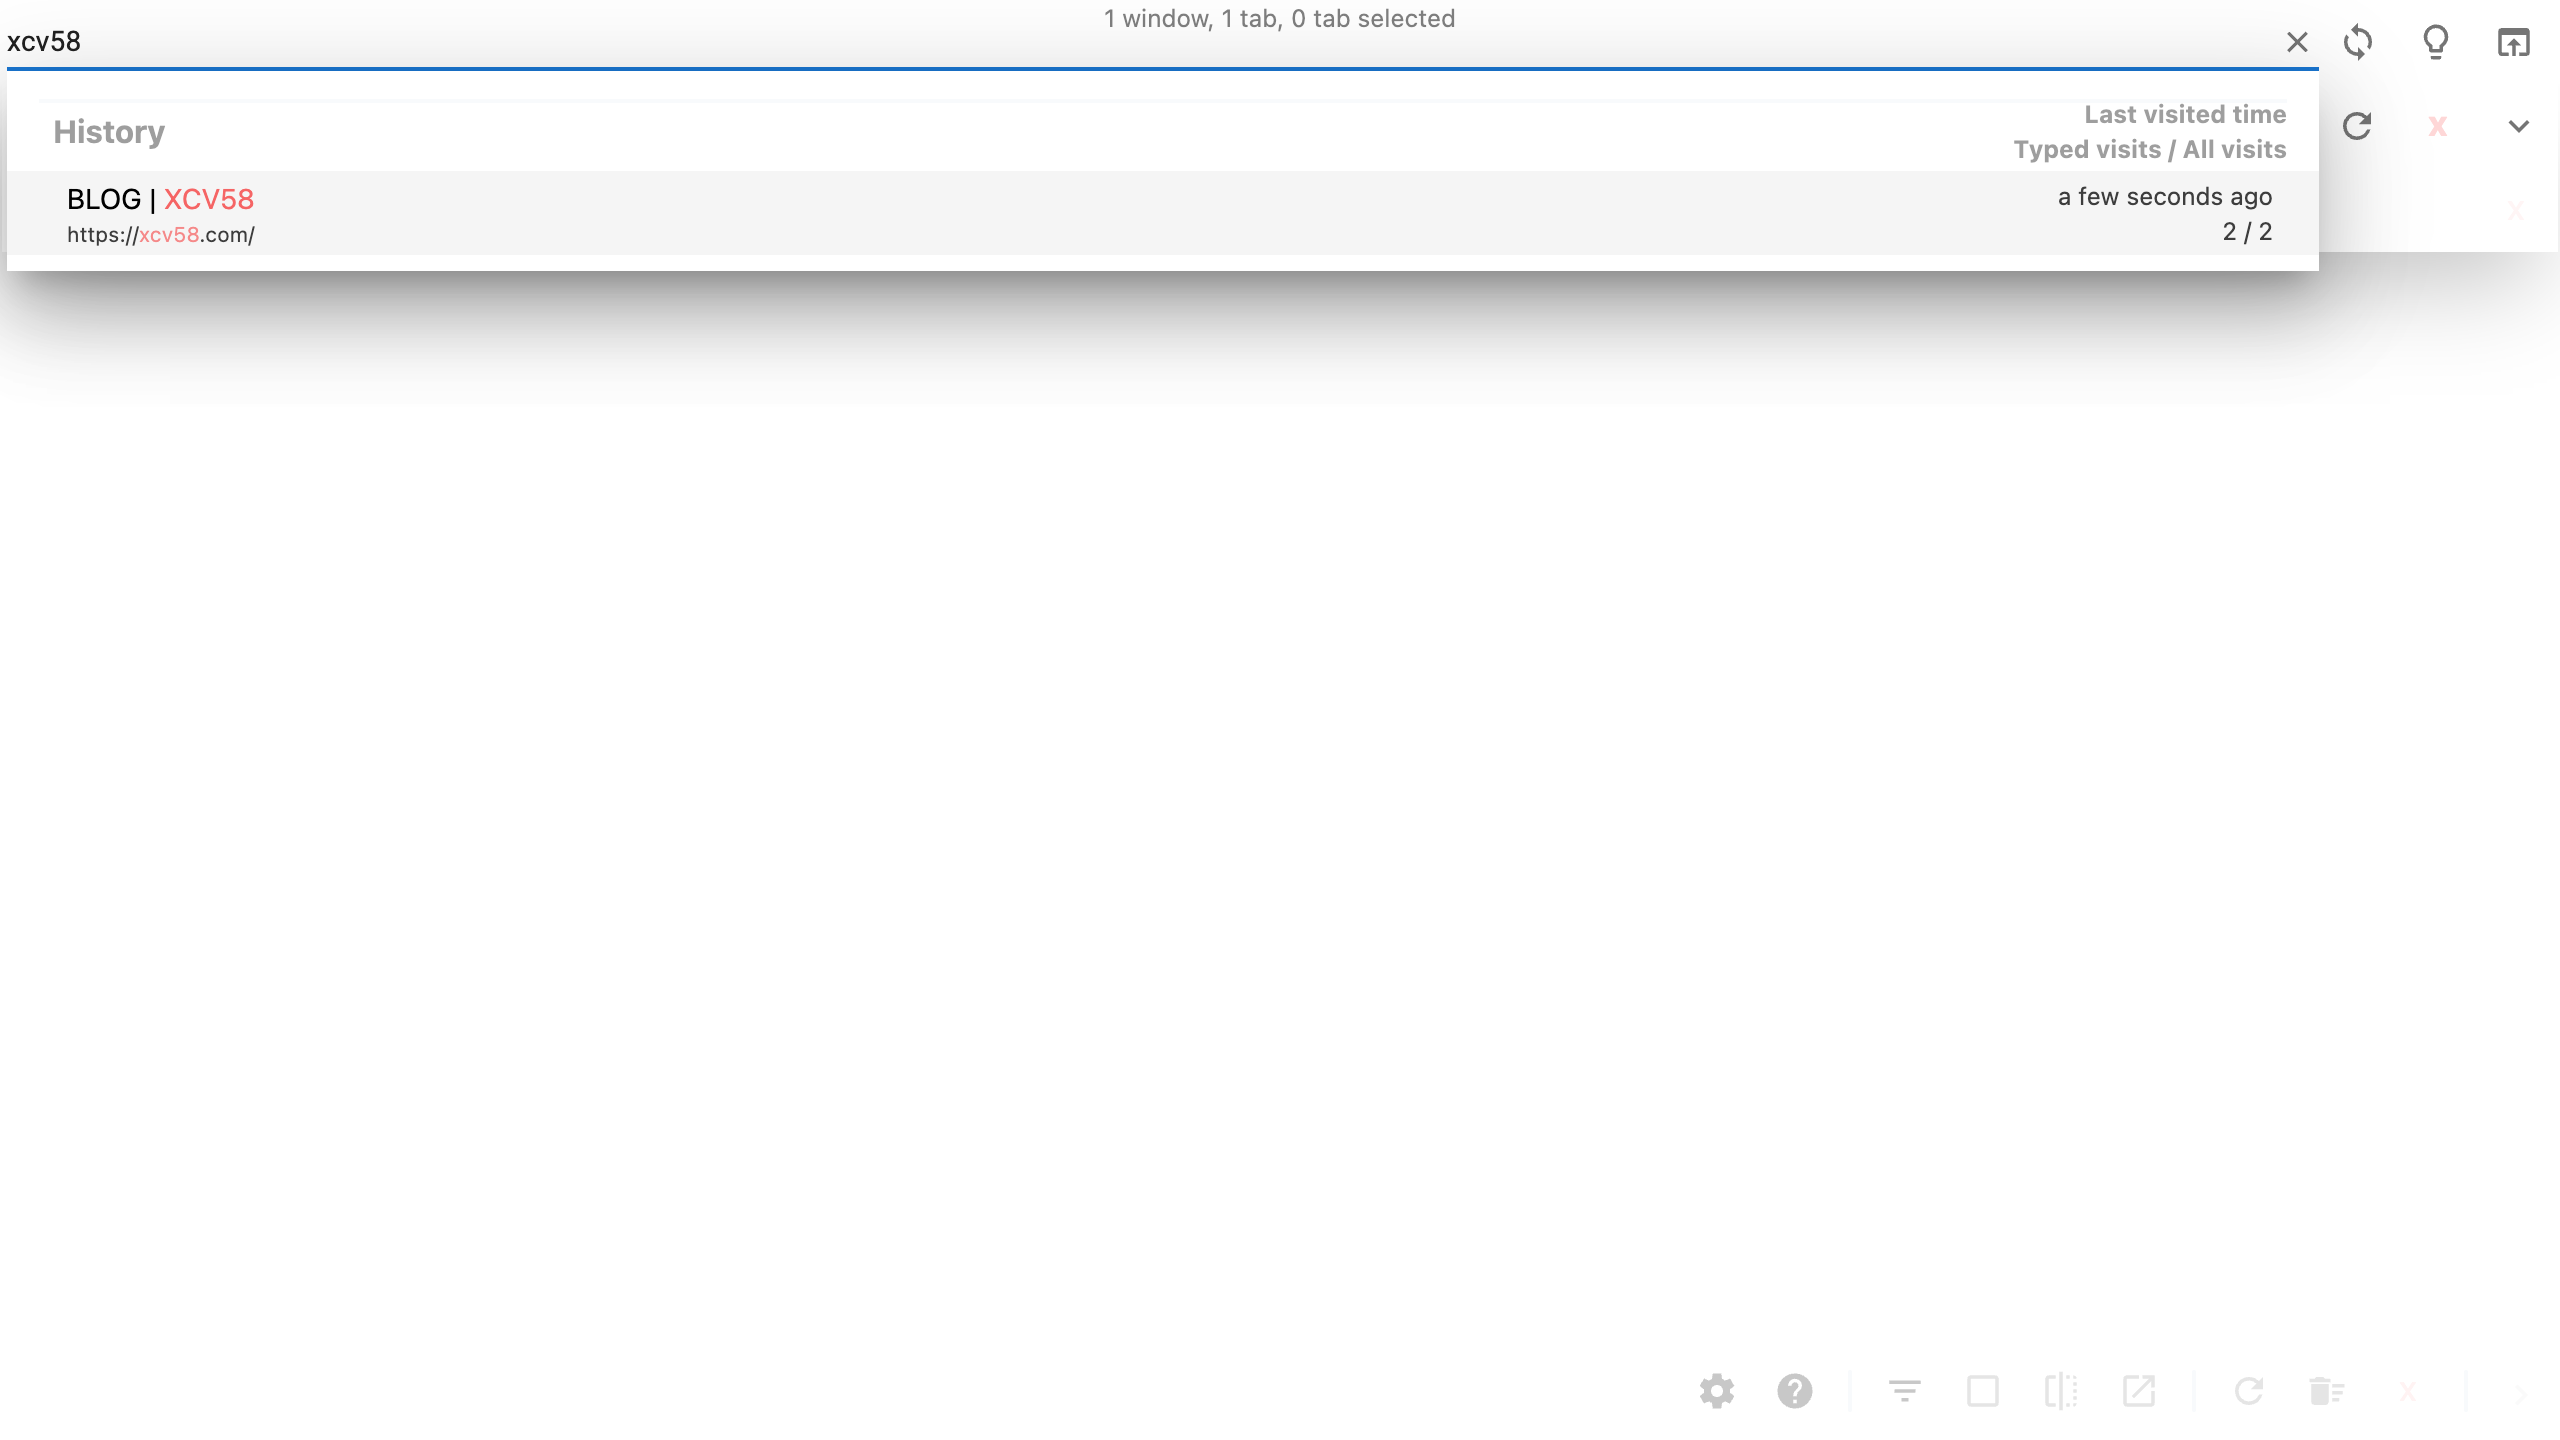 1 window, 1 tab, 0 tab selected
xcv58
History
Last visited time
Typed visits / All visits
BLOG | XCV58
a few seconds ago
https://xcv58.com/
2 / 2